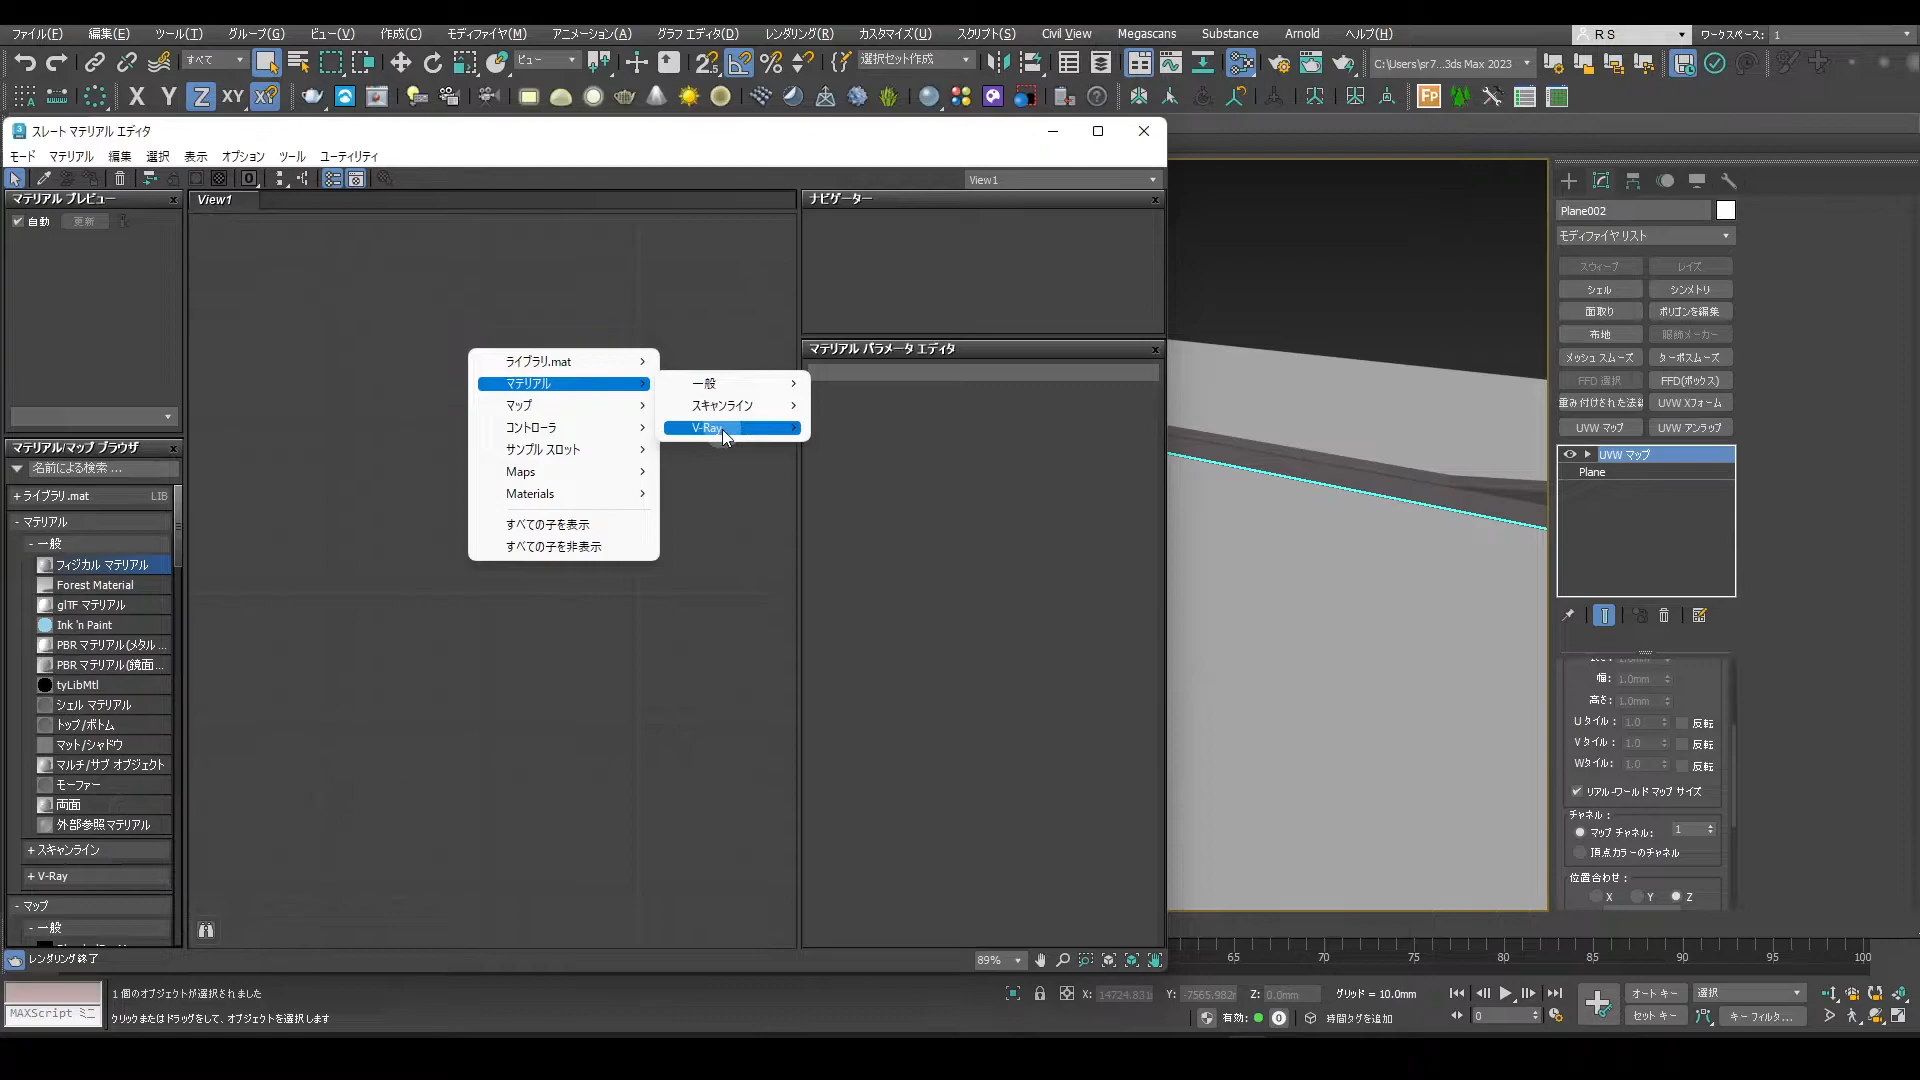 ファイル(F)
編集(E)
ツール(T)
グループ(G)
ビュー(V)
作成(C)
モディファイヤ(M)
アニメーション(A)
グラフ エディタ(D)
レンダリング(R)
カスタマイズ(U)
スクリプト(S)
Civil View
Megascans
Substance
Arnold
ヘルプ(H)
R S
ワークスペース: 1
すべて
ビュー
選択セット作成
C:\Users\sr7...3ds Max 2023
X
Y
Z
XY
スレート マテリアル エディタ
モード
マテリアル
編集
選択
表示
オプション
ツール
ユーティリティ
View1
マテリアル プレビュー
自動
更新
View1
ナビゲーター
マテリアル パラメータ エディタ
マテリアル/マップ ブラウザ
名前による検索 ...
+ ライブラリ.mat
LIB
- マテリアル
- 一般
フィジカル マテリアル
Forest Material
glTF マテリアル
Ink 'n Paint
PBR マテリアル(メタル ...
PBR マテリアル(鏡面...
tyLibMtl
シェル マテリアル
トップ/ボトム
マット/シャドウ
マルチ/サブ オブジェクト
モーファー
両面
外部参照マテリアル
+ スキャンライン
+ V-Ray
- マップ
- 一般
ライブラリ.mat
マテリアル
マップ
コントローラ
サンプル スロット
Maps
Materials
すべての子を表示
すべての子を非表示
一般
スキャンライン
V-Ray
レンダリング終了
89%
Plane002
モディファイヤ リスト
スウィープ
レイズ
シェル
シンメトリ
面取り
ポリゴンを編集
布地
服飾メーカー
メッシュ スムーズ
ターボスムーズ
FFD 選択
FFD(ボックス)
重み付けされた法線
UVW Xフォーム
UVW マップ
UVW アンラップ
UVW マップ
Plane
幅: 1.0mm
高さ: 1.0mm
U タイル: 1.0 反転
V タイル: 1.0 反転
Wタイル: 1.0 反転
リアル-ワールド マップ サイズ
チャネル:
マップ チャネル: 1
頂点カラーのチャネル
位置合わせ:
X Y Z
65 70 75 80 85 90 95 100
1 個のオブジェクトが選択されました
MAXScript ミニ
クリックまたはドラッグをして、オブジェクトを選択します
X: 14724.831
Y: -7565.982
Z: 0.0mm
グリッド = 10.0mm
有効:
0
時間タグを追加
0
オート キー
選択
セット キー
キー フィルタ...